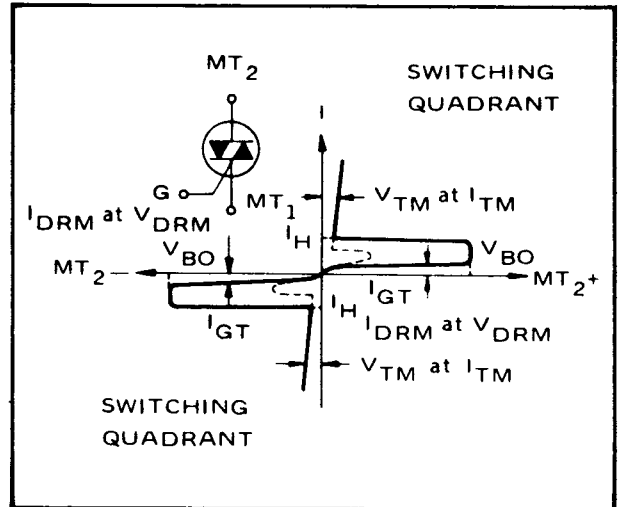 MT2
SWITCHING
QUADRANT
I
G
MT1
VTM at ITM
IDRM at VDRM
IH
VBO
VBO
MT2-
MT2+
IGT
IGT
IH
IDRM at VDRM
VTM at ITM
SWITCHING
QUADRANT